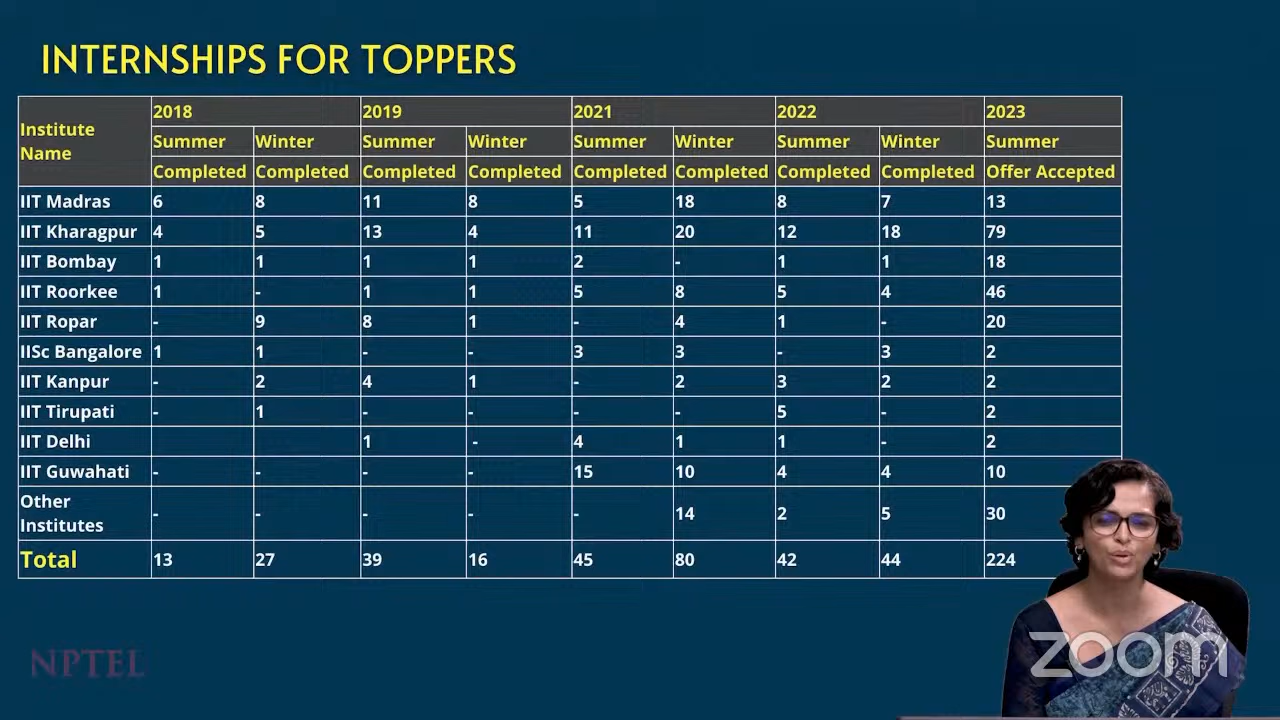 INTERNSHIPS FOR TOPPERS
Institute Name 2018 2019 2021 2022 2023
Summer Winter Summer Winter Summer Winter Summer Winter Summer
Completed Completed Completed Completed Completed Completed Completed Completed Offer Accepted
IIT Madras 6 8 11 8 5 18 8 7 13
IIT Kharagpur 4 5 13 4 11 20 12 18 79
IIT Bombay 1 1 1 1 2 - 1 1 18
IIT Roorkee 1 - 1 1 5 8 5 4 46
IIT Ropar - 9 8 1 - 4 1 - 20
IISc Bangalore 1 1 - - 3 3 - 3 2
IIT Kanpur - 2 4 1 - 2 3 2 2
IIT Tirupati - 1 - - - - 5 - 2
IIT Delhi 1 - 4 1 1 - 2
IIT Guwahati - - - - 15 10 4 4 10
Other Institutes - - - - - 14 2 5 30
Total 13 27 39 16 45 80 42 44 224
NPTEL
zoom